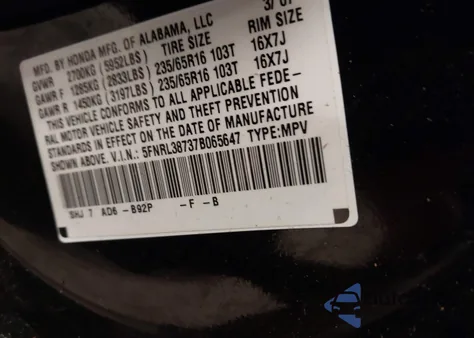 MFD. BY HONDA MFG. OF ALABAMA, LLC 3/07
GVWR 2700KG(5952LBS) TIRE SIZE RIM SIZE
GAWR F 1285KG(2833LBS) 235/65R16 103T 16X7J
GAWR R 1450KG(3197LBS) 235/65R16 103T 16X7J
THIS VEHICLE CONFORMS TO ALL APPLICABLE FEDE-
RAL MOTOR VEHICLE SAFETY AND THEFT PREVENTION
STANDARDS IN EFFECT ON THE DATE OF MANUFACTURE
SHOWN ABOVE. V.I.N.: 5FNRL38737B065647 TYPE:MPV
SHJ 7 AD6 -B92P -F -B